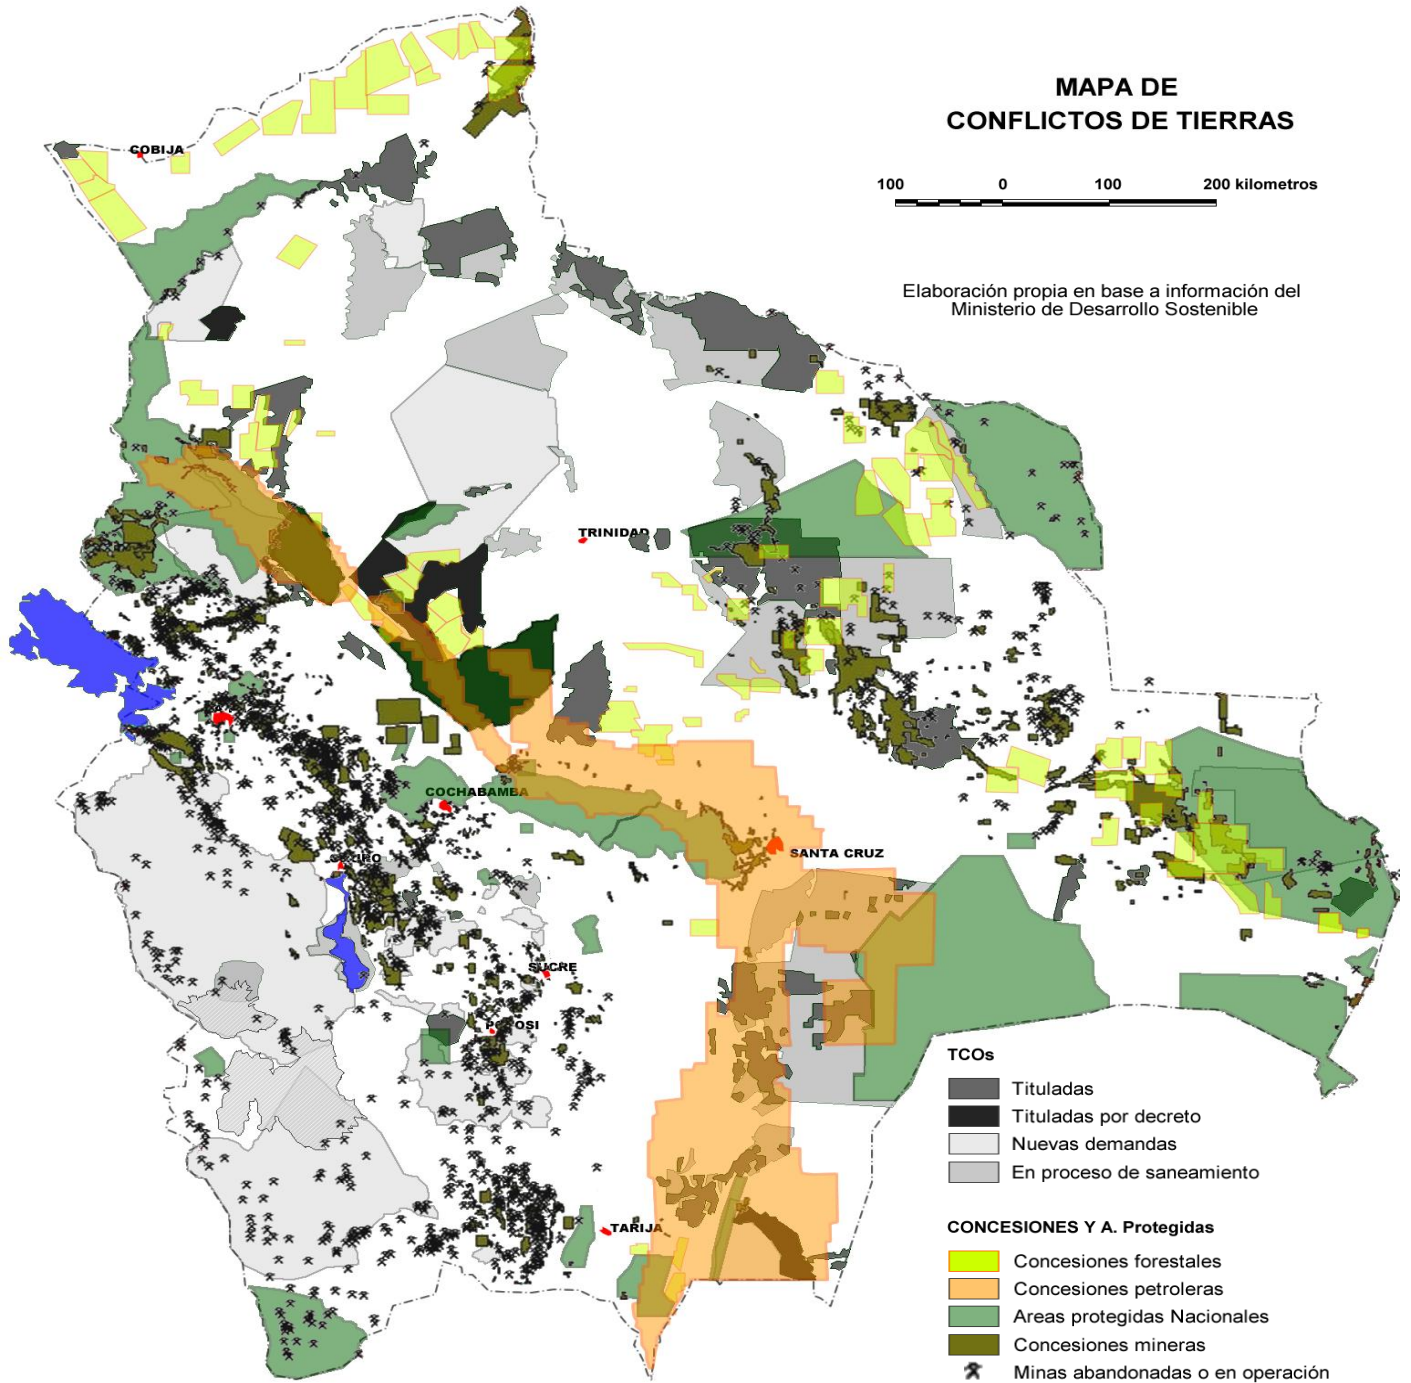 MAPA DE
CONFLICTOS DE TIERRAS
100 0 100 200 kilometros
Elaboración propia en base a información del
Ministerio de Desarrollo Sostenible
COBIJA
TRINIDAD
COCHABAMBA
SANTA CRUZ
SUCRE
POTOSI
TARIJA
TCOs
Tituladas
Tituladas por decreto
Nuevas demandas
En proceso de saneamiento
CONCESIONES Y A. Protegidas
Concesiones forestales
Concesiones petroleras
Areas protegidas Nacionales
Concesiones mineras
Minas abandonadas o en operación